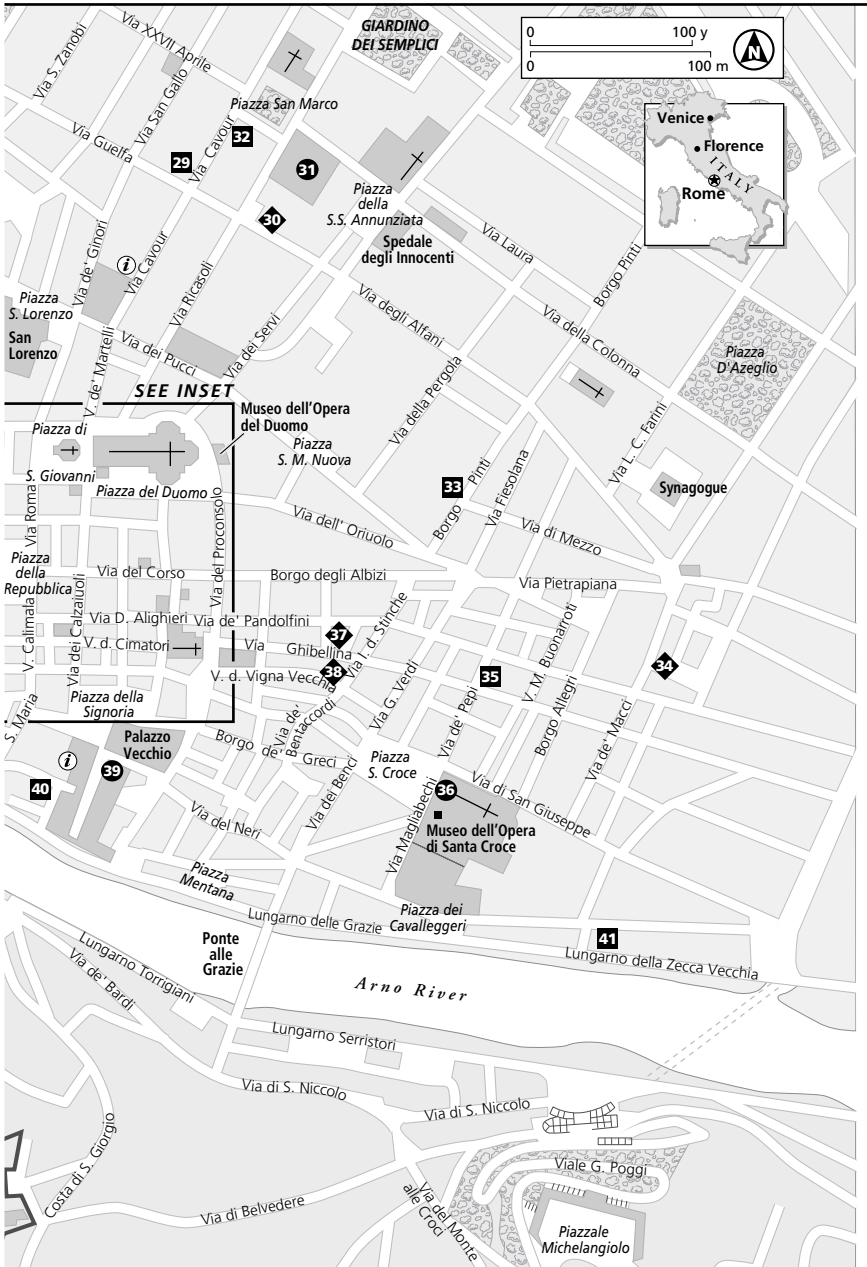 GIARDINO
DEI SEMPLICI
0
100 y
0
100 m
N
Venice
Florence
ITALY
Rome
Via S. Zanobi
Via XXVII Aprile
Via San Gallo
Via Guelfa
Via Cavour
Piazza San Marco
32
29
31
30
Piazza
della
S.S. Annunziata
Spedale
degli Innocenti
Via Laura
Borgo Pinti
Via de' Ginori
i
Via Cavour
Via Ricasoli
Piazza
S. Lorenzo
San
Lorenzo
V. de' Martelli
Via dei Pucci
Via dei Servi
Via degli Alfani
Via della Colonna
Via della Pergola
Piazza
D'Azeglio
SEE INSET
Museo dell'Opera
del Duomo
Piazza di
S. Giovanni
Piazza del Duomo
Piazza
S. M. Nuova
Via L. C. Farini
Synagogue
33
Borgo Pinti
Via Fiesolana
Via dell' Oriuolo
Via di Mezzo
Via Roma
Via del Proconsolo
Piazza
della
Repubblica
Via del Corso
Borgo degli Albizi
Via Pietrapiana
V. Calimala
Via dei Calzaiuoli
Via D. Alighieri
Via de' Pandolfini
V. d. Cimatori
Via Ghibellina
37
38
Via I. d. Stinche
V. d. Vigna Vecchia
34
35
V. M. Buonarroti
Via G. Verdi
Via de' Pepi
Borgo Allegri
Via de' Macci
S. Maria
Piazza della
Signoria
Via de'
Bentaccordi
Palazzo
Vecchio
Borgo de' Greci
Piazza
S. Croce
i
39
40
36
Via di San Giuseppe
Via dei Benci
Via Magliabechi
Museo dell'Opera
di Santa Croce
Via del Neri
Piazza
Mentana
Lungarno delle Grazie
Piazza dei
Cavalleggeri
41
Lungarno della Zecca Vecchia
Ponte
alle
Grazie
Arno River
Lungarno Torrigiani
Via de' Bardi
Lungarno Serristori
Via di S. Niccolo
Via di S. Niccolo
Costa di S. Giorgio
Via di Belvedere
Via del Monte
alle Croci
Viale G. Poggi
Piazzale
Michelangiolo